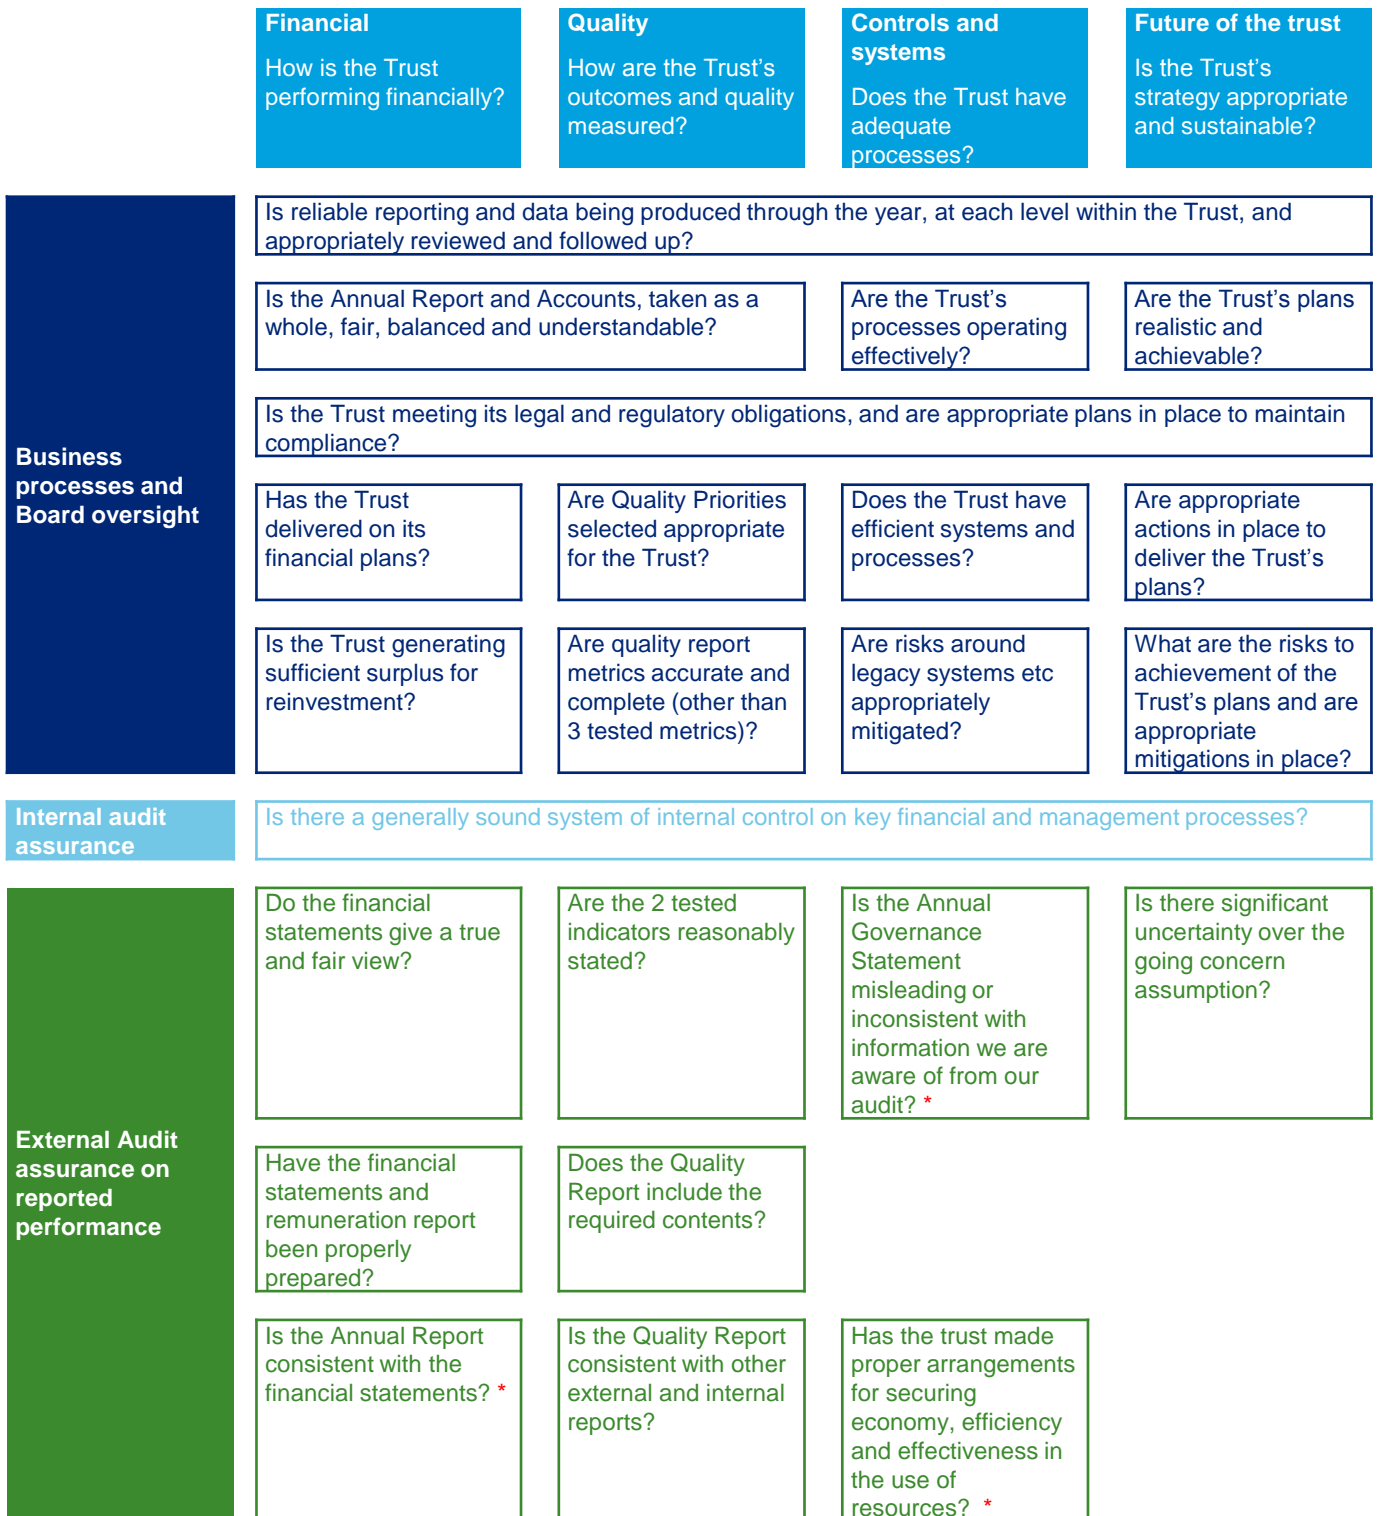 Financial
How is the Trust
performing financially?
Quality
How are the Trust's
outcomes and quality
measured?
Controls and
systems
Does the Trust have
adequate
processes?
Future of the trust
Is the Trust's
strategy appropriate
and sustainable?
Business
processes and
Board oversight
Is reliable reporting and data being produced through the year, at each level within the Trust, and
appropriately reviewed and followed up?
Is the Annual Report and Accounts, taken as a
whole, fair, balanced and understandable?
Are the Trust's
processes operating
effectively?
Are the Trust's plans
realistic and
achievable?
Is the Trust meeting its legal and regulatory obligations, and are appropriate plans in place to maintain
compliance?
Has the Trust
delivered on its
financial plans?
Are Quality Priorities
selected appropriate
for the Trust?
Does the Trust have
efficient systems and
processes?
Are appropriate
actions in place to
deliver the Trust's
plans?
Is the Trust generating
sufficient surplus for
reinvestment?
Are quality report
metrics accurate and
complete (other than
3 tested metrics)?
Are risks around
legacy systems etc
appropriately
mitigated?
What are the risks to
achievement of the
Trust's plans and are
appropriate
mitigations in place?
Internal audit
assurance
Is there a generally sound system of internal control on key financial and management processes?
External Audit
assurance on
reported
performance
Do the financial
statements give a true
and fair view?
Are the 2 tested
indicators reasonably
stated?
Is the Annual
Governance
Statement
misleading or
inconsistent with
information we are
aware of from our
audit? *
Is there significant
uncertainty over the
going concern
assumption?
Have the financial
statements and
remuneration report
been properly
prepared?
Does the Quality
Report include the
required contents?
Is the Annual Report
consistent with the
financial statements? *
Is the Quality Report
consistent with other
external and internal
reports?
Has the trust made
proper arrangements
for securing
economy, efficiency
and effectiveness in
the use of
resources? *